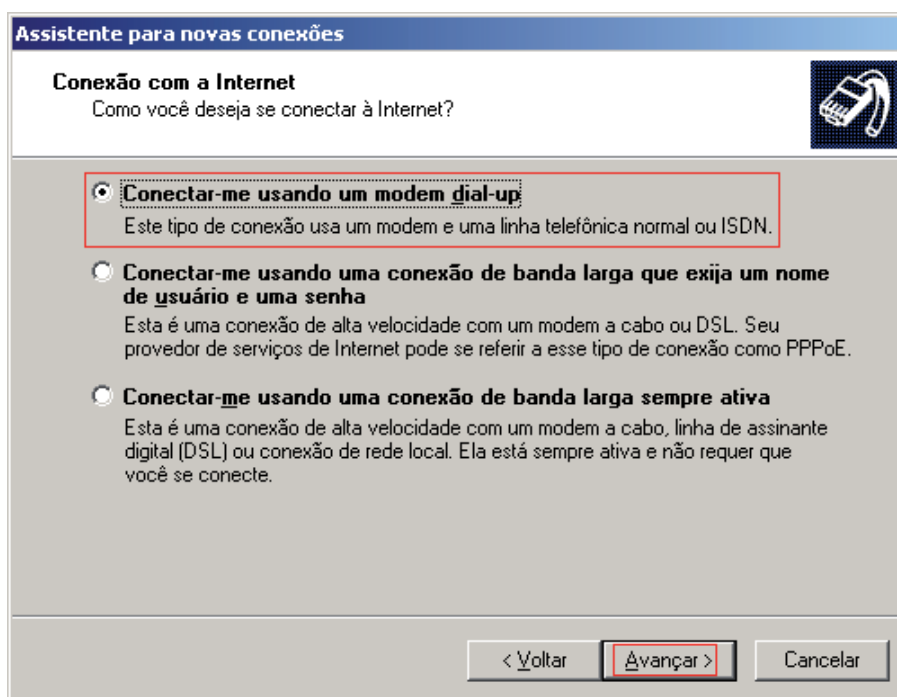 Assistente para novas conexões
Conexão com a Internet
Como você deseja se conectar à Internet?
Conectar-me usando um modem dial-up
Este tipo de conexão usa um modem e uma linha telefônica normal ou ISDN.
Conectar-me usando uma conexão de banda larga que exija um nome
de usuário e uma senha
Esta é uma conexão de alta velocidade com um modem a cabo ou DSL. Seu
provedor de serviços de Internet pode se referir a esse tipo de conexão como PPPoE.
Conectar-me usando uma conexão de banda larga sempre ativa
Esta é uma conexão de alta velocidade com um modem a cabo, linha de assinante
digital (DSL) ou conexão de rede local. Ela está sempre ativa e não requer que
você se conecte.
< Voltar Avançar > Cancelar